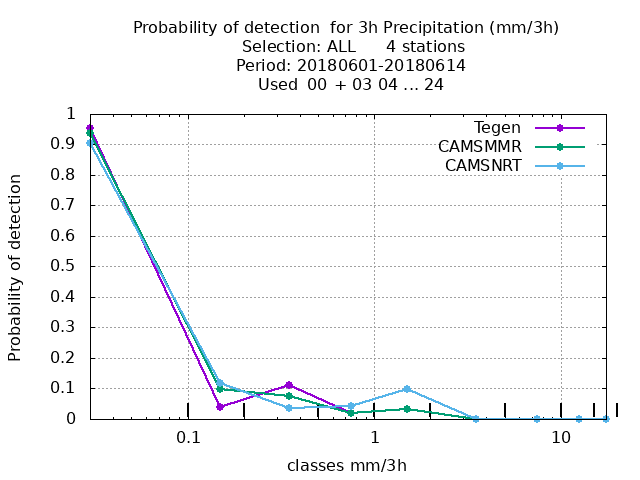 Probability of detection  for 3h Precipitation (mm/3h)
Selection: ALL      4 stations
Period: 20180601-20180614
Used  00  + 03 04 ... 24
Tegen
CAMSMMR
CAMSNRT
1
0.9
0.8
0.7
0.6
0.5
0.4
0.3
0.2
0.1
0
Probability of detection
0.1 1 10
classes mm/3h